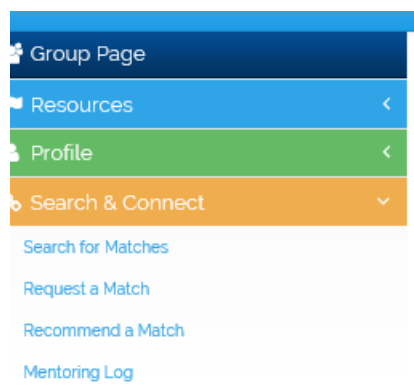 Group Page
Resources
Profile
Search & Connect
Search for Matches
Request a Match
Recommend a Match
Mentoring Log